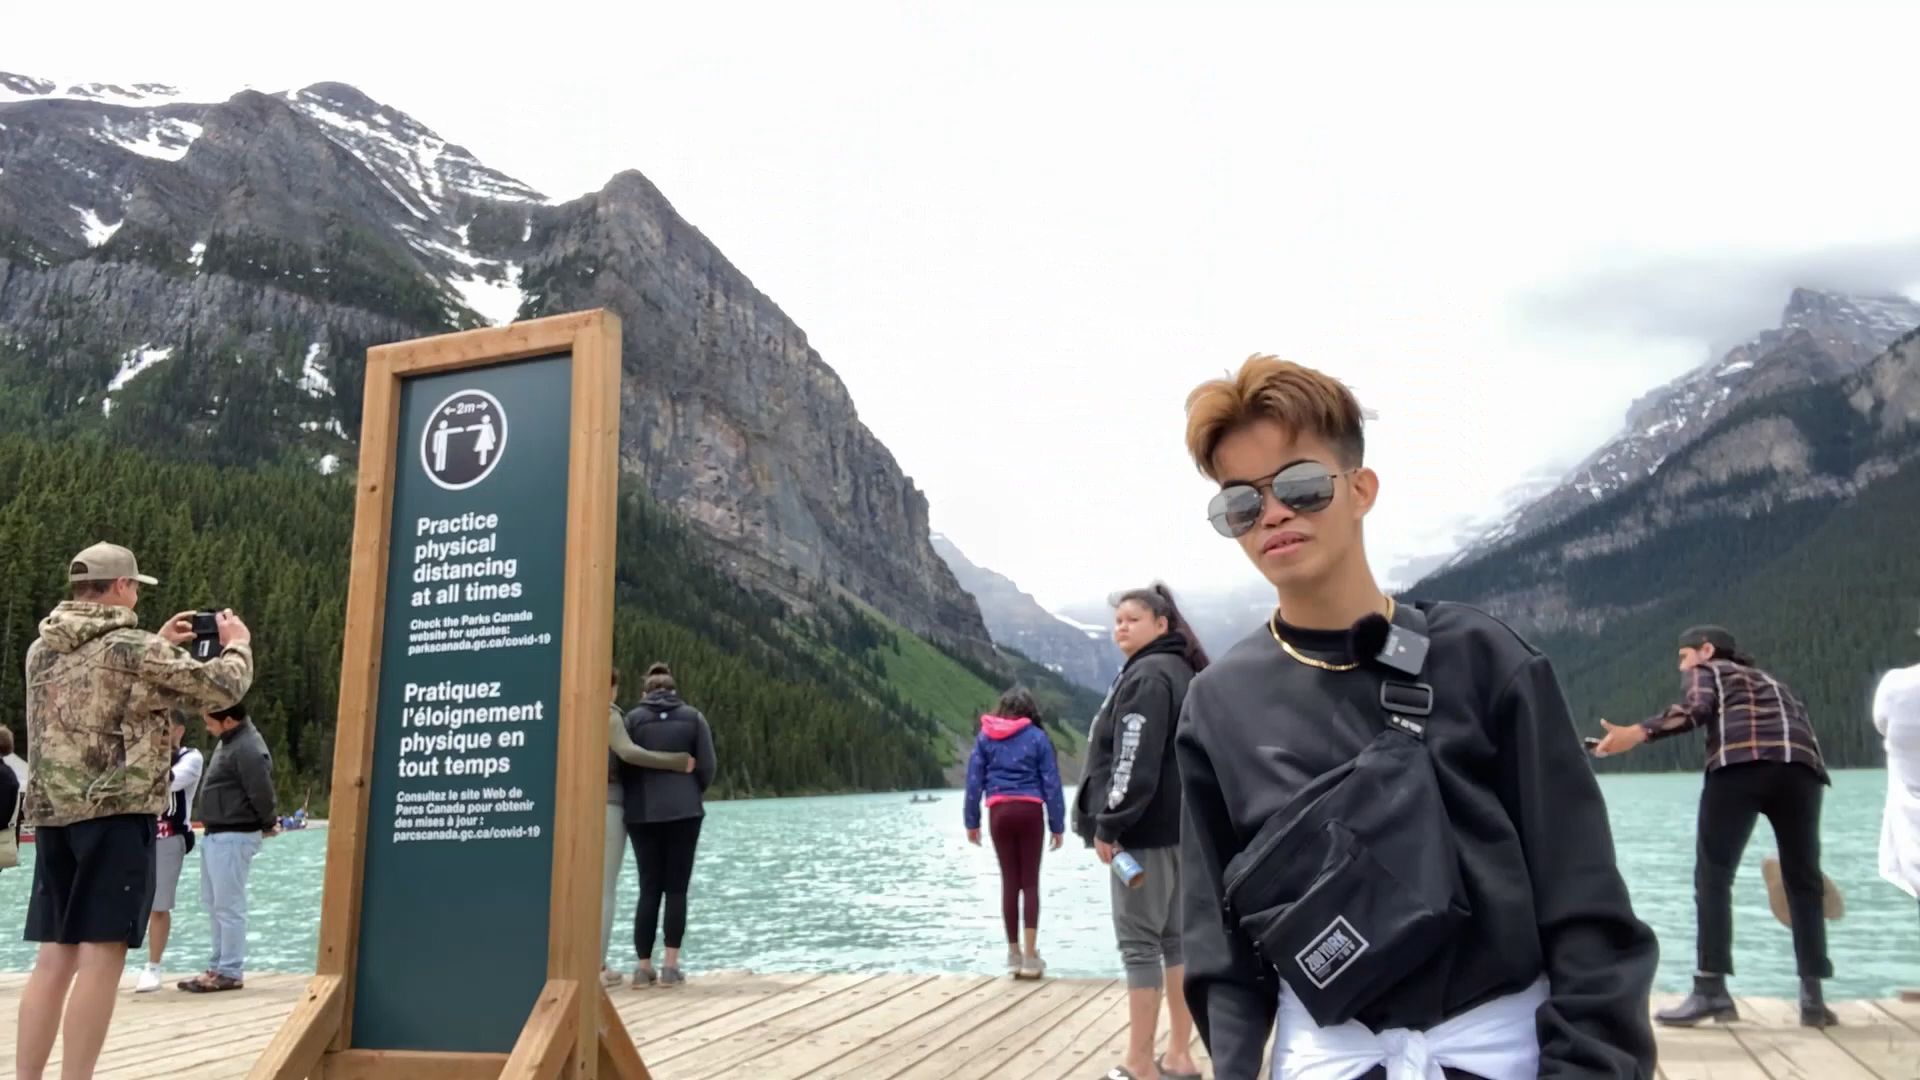 ←2m→
Practice
physical
distancing
at all times
Check the Parks Canada
website for updates:
parkscanada.gc.ca/covid-19
Pratiquez
l'éloignement
physique en
tout temps
Consultez le site Web de
Parcs Canada pour obtenir
des mises à jour :
parcscanada.gc.ca/covid-19
ZOO YORK